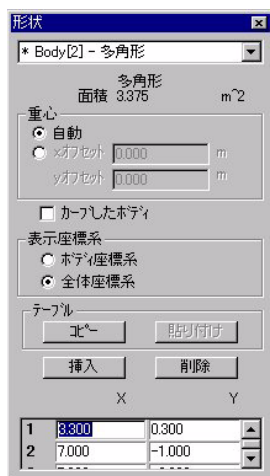 形状
* Body[2] - 多角形
多角形
面積 3.375 m^2
重心
自動
xオフセット 0.000 m
yオフセット 0.000 m
カーブしたボディ
表示座標系
ボディ座標系
全体座標系
テーブル
コピー 貼り付け
挿入 削除
X Y
1 3.300 0.300
2 7.000 -1.000